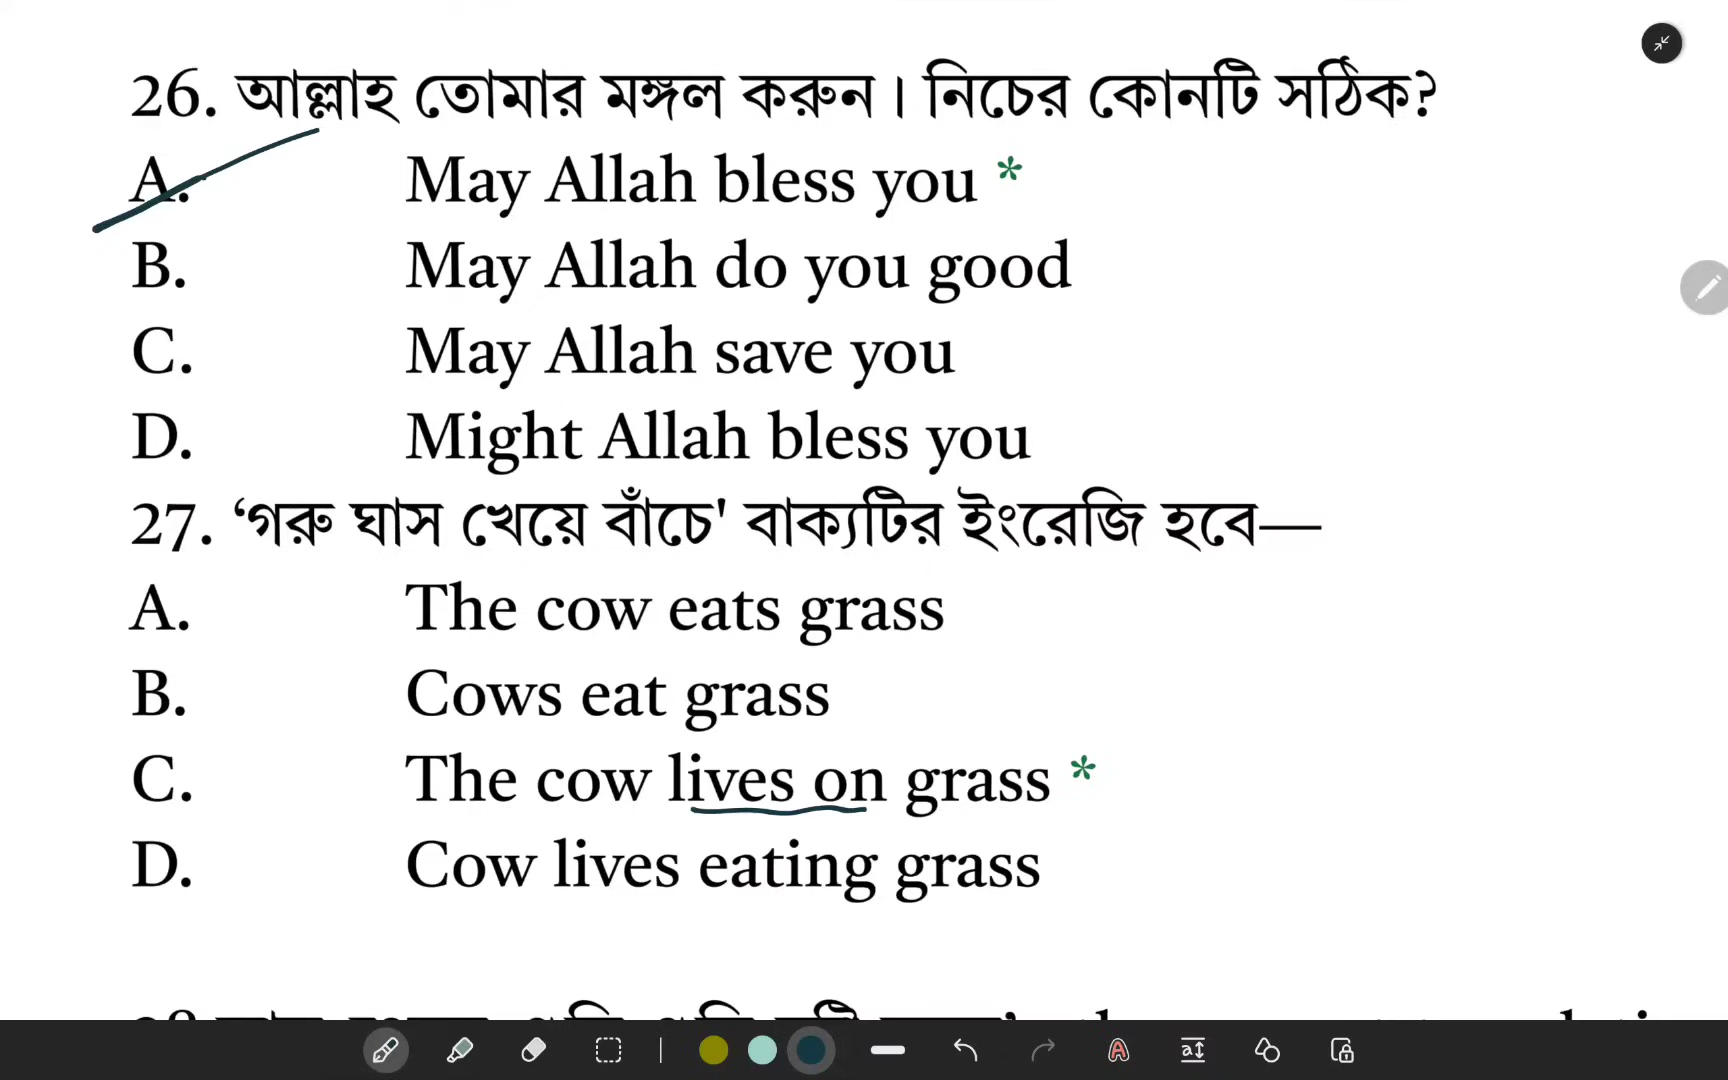 26. আল্লাহ তোমার মঙ্গল করুন। নিচের কোনটি সঠিক?
A. May Allah bless you *
B. May Allah do you good
C. May Allah save you
D. Might Allah bless you
27. ‘গরু ঘাস খেয়ে বাঁচে' বাক্যটির ইংরেজি হবে—
A. The cow eats grass
B. Cows eat grass
C. The cow lives on grass *
D. Cow lives eating grass